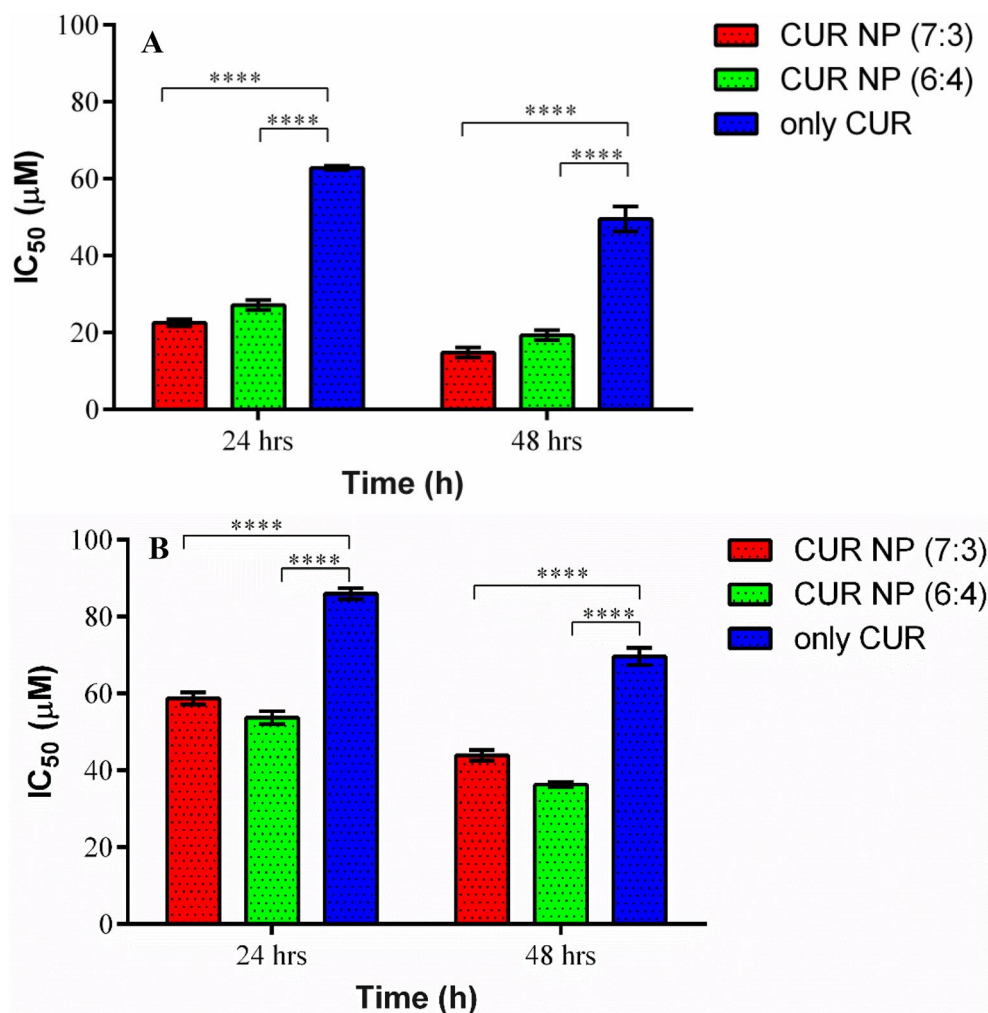 A
100
80
60
40
20
0
IC50 (μM)
****
****
****
****
24 hrs
48 hrs
Time (h)
CUR NP (7:3)
CUR NP (6:4)
only CUR
B
100
80
60
40
20
0
IC50 (μM)
****
****
****
****
24 hrs
48 hrs
Time (h)
CUR NP (7:3)
CUR NP (6:4)
only CUR